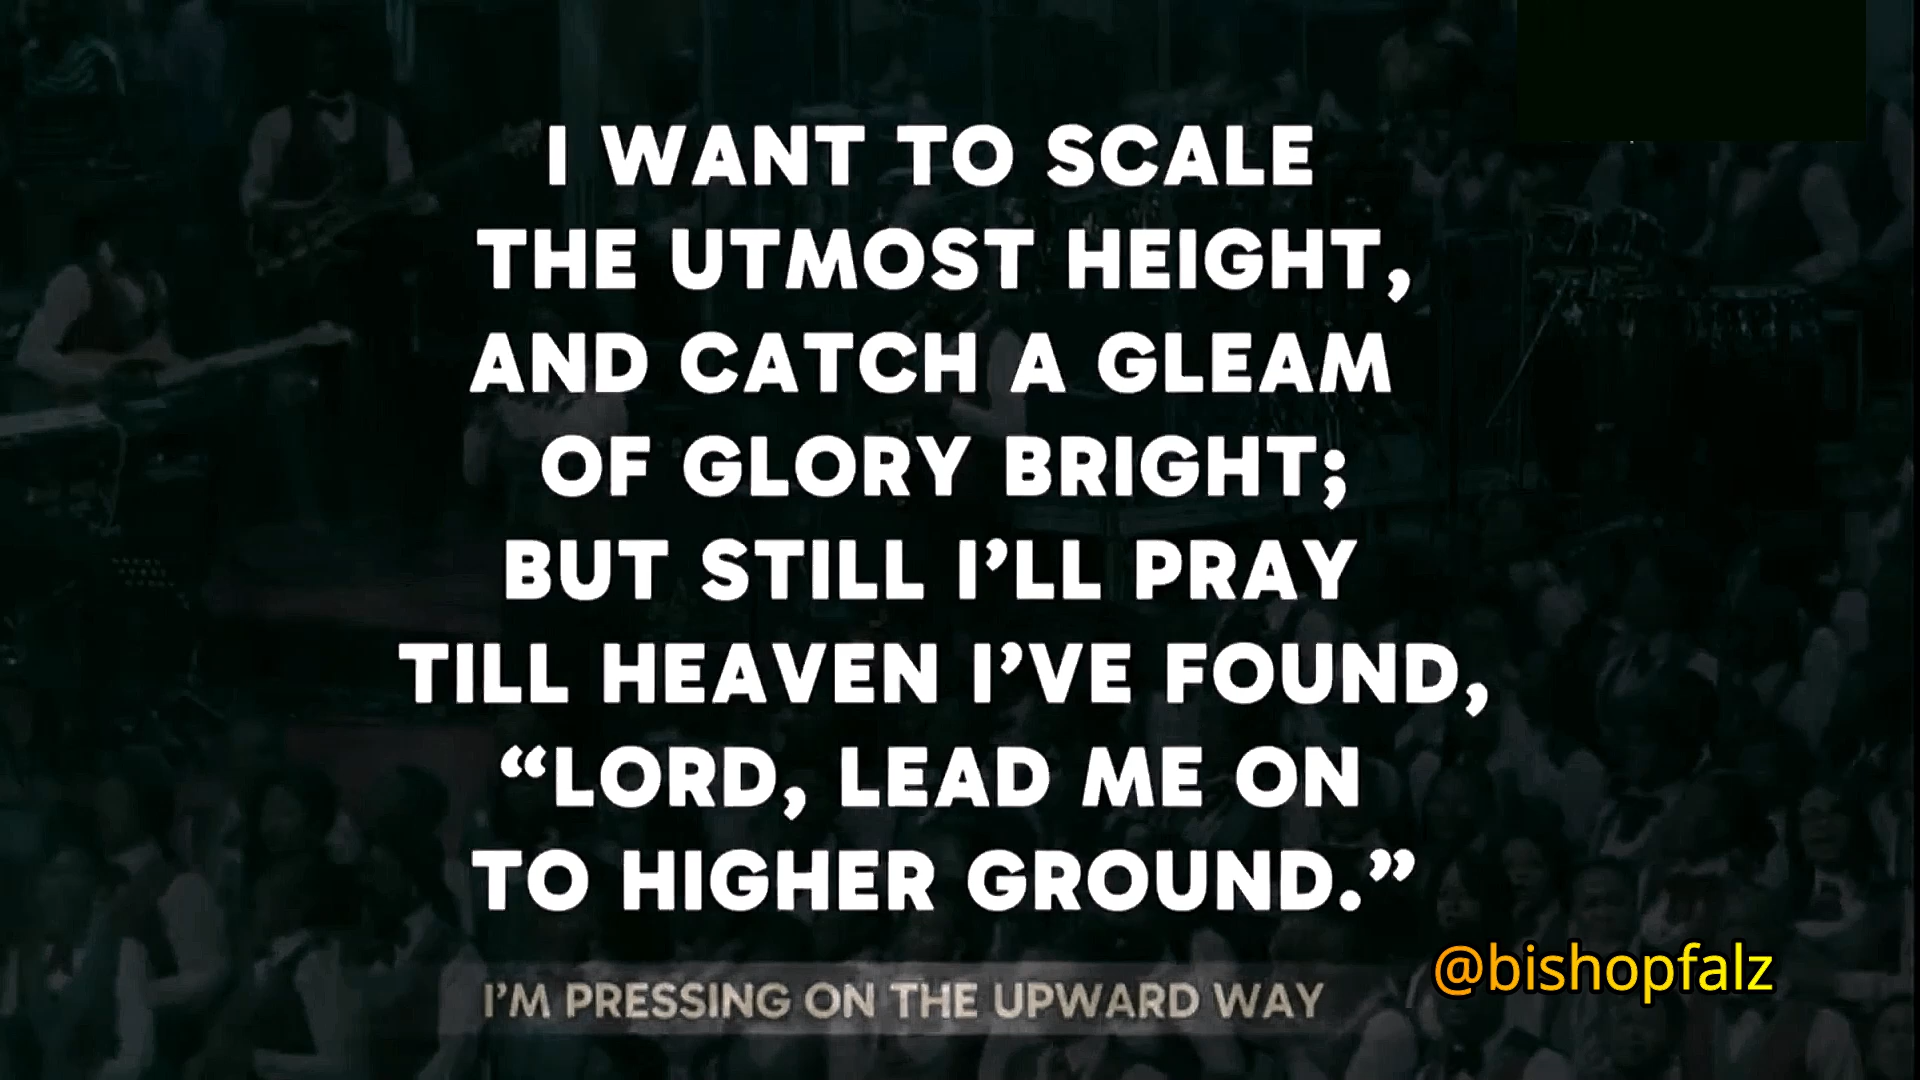 I WANT TO SCALE
THE UTMOST HEIGHT,
AND CATCH A GLEAM
OF GLORY BRIGHT;
BUT STILL I’LL PRAY
TILL HEAVEN I’VE FOUND,
“LORD, LEAD ME ON
TO HIGHER GROUND.”
I’M PRESSING ON THE UPWARD WAY
@bishopfalz